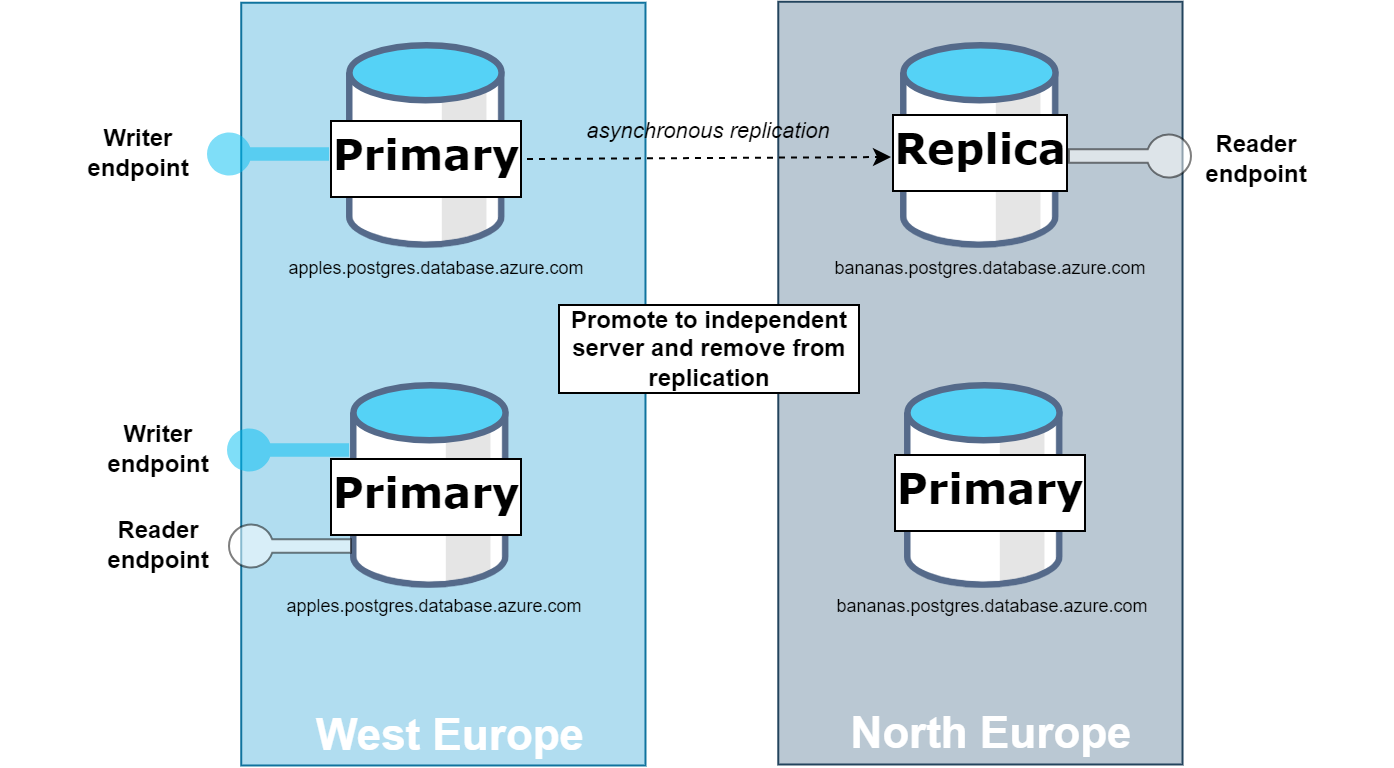 Writer
endpoint
Primary
asynchronous replication
Replica
Reader
endpoint
apples.postgres.database.azure.com
bananas.postgres.database.azure.com
Promote to independent
server and remove from
replication
Writer
endpoint
Reader
endpoint
Primary
Primary
apples.postgres.database.azure.com
bananas.postgres.database.azure.com
West Europe
North Europe